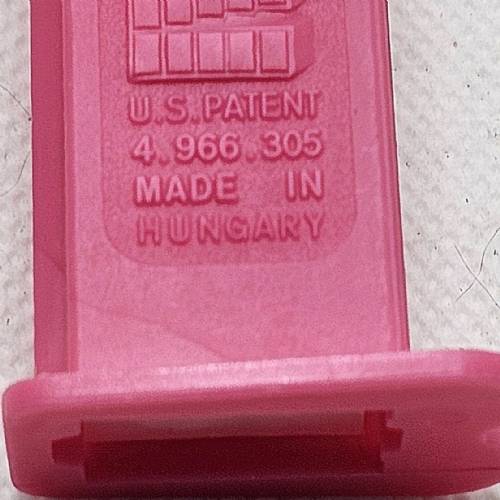 U.S. PATENT
4.966.305
MADE IN
HUNGARY